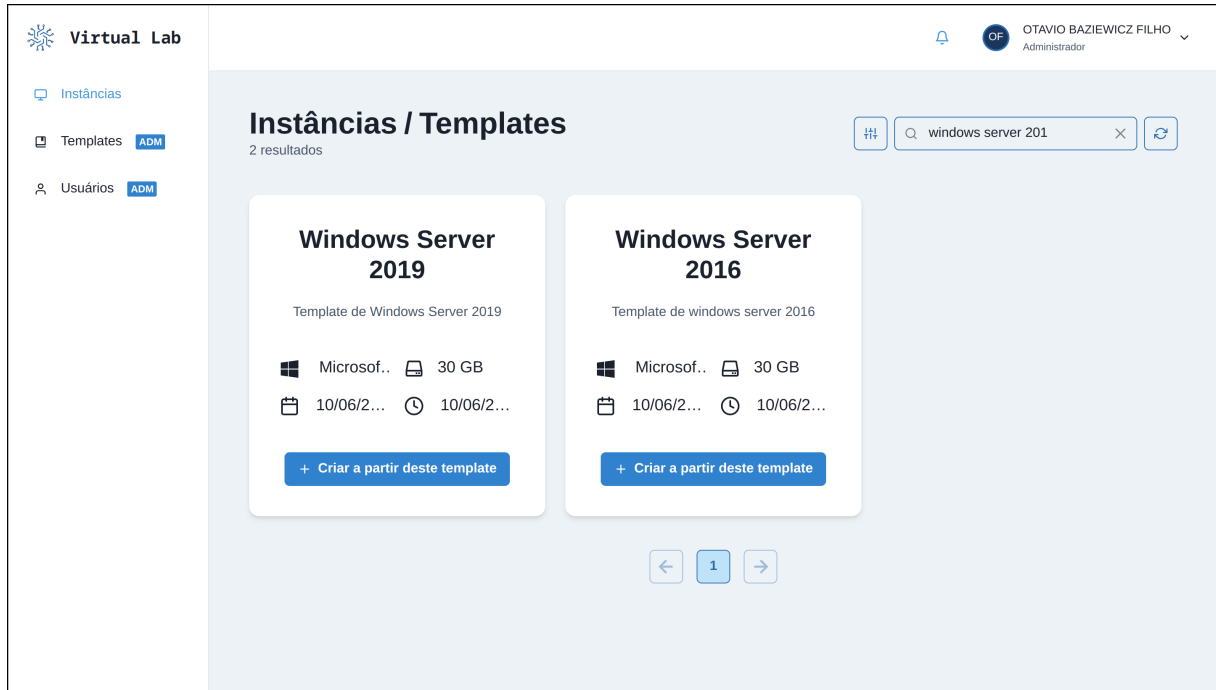 Virtual Lab
OF
OTAVIO BAZIEWICZ FILHO
Administrador
Instâncias
Templates ADM
Usuários ADM
Instâncias / Templates
2 resultados
windows server 201
Windows Server
2019
Template de Windows Server 2019
Microsof.. 30 GB
10/06/2... 10/06/2...
+ Criar a partir deste template
Windows Server
2016
Template de windows server 2016
Microsof.. 30 GB
10/06/2... 10/06/2...
+ Criar a partir deste template
1